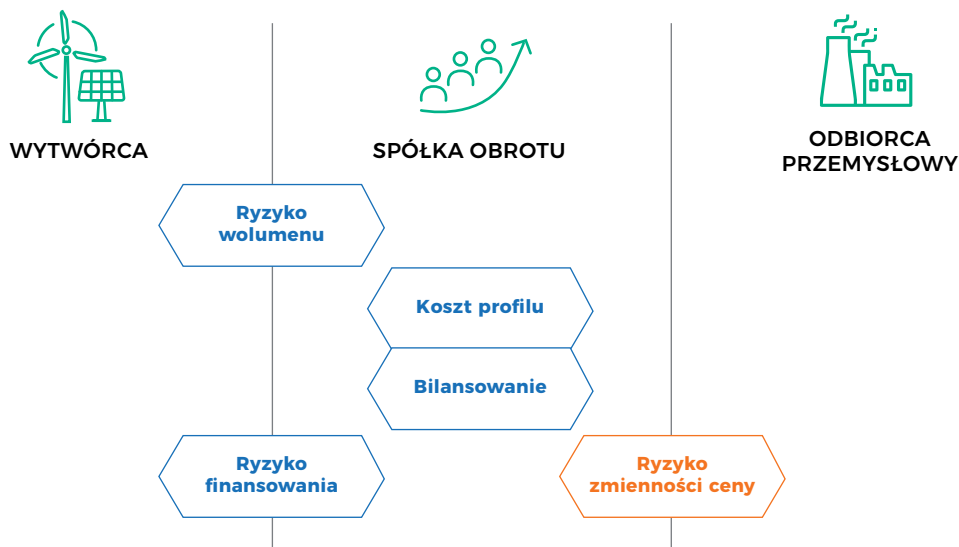 WYTWÓRCA
SPÓŁKA OBROTU
ODBIORCA
PRZEMYSŁOWY
Ryzyko
wolumenu
Koszt profilu
Bilansowanie
Ryzyko
finansowania
Ryzyko
zmienności ceny